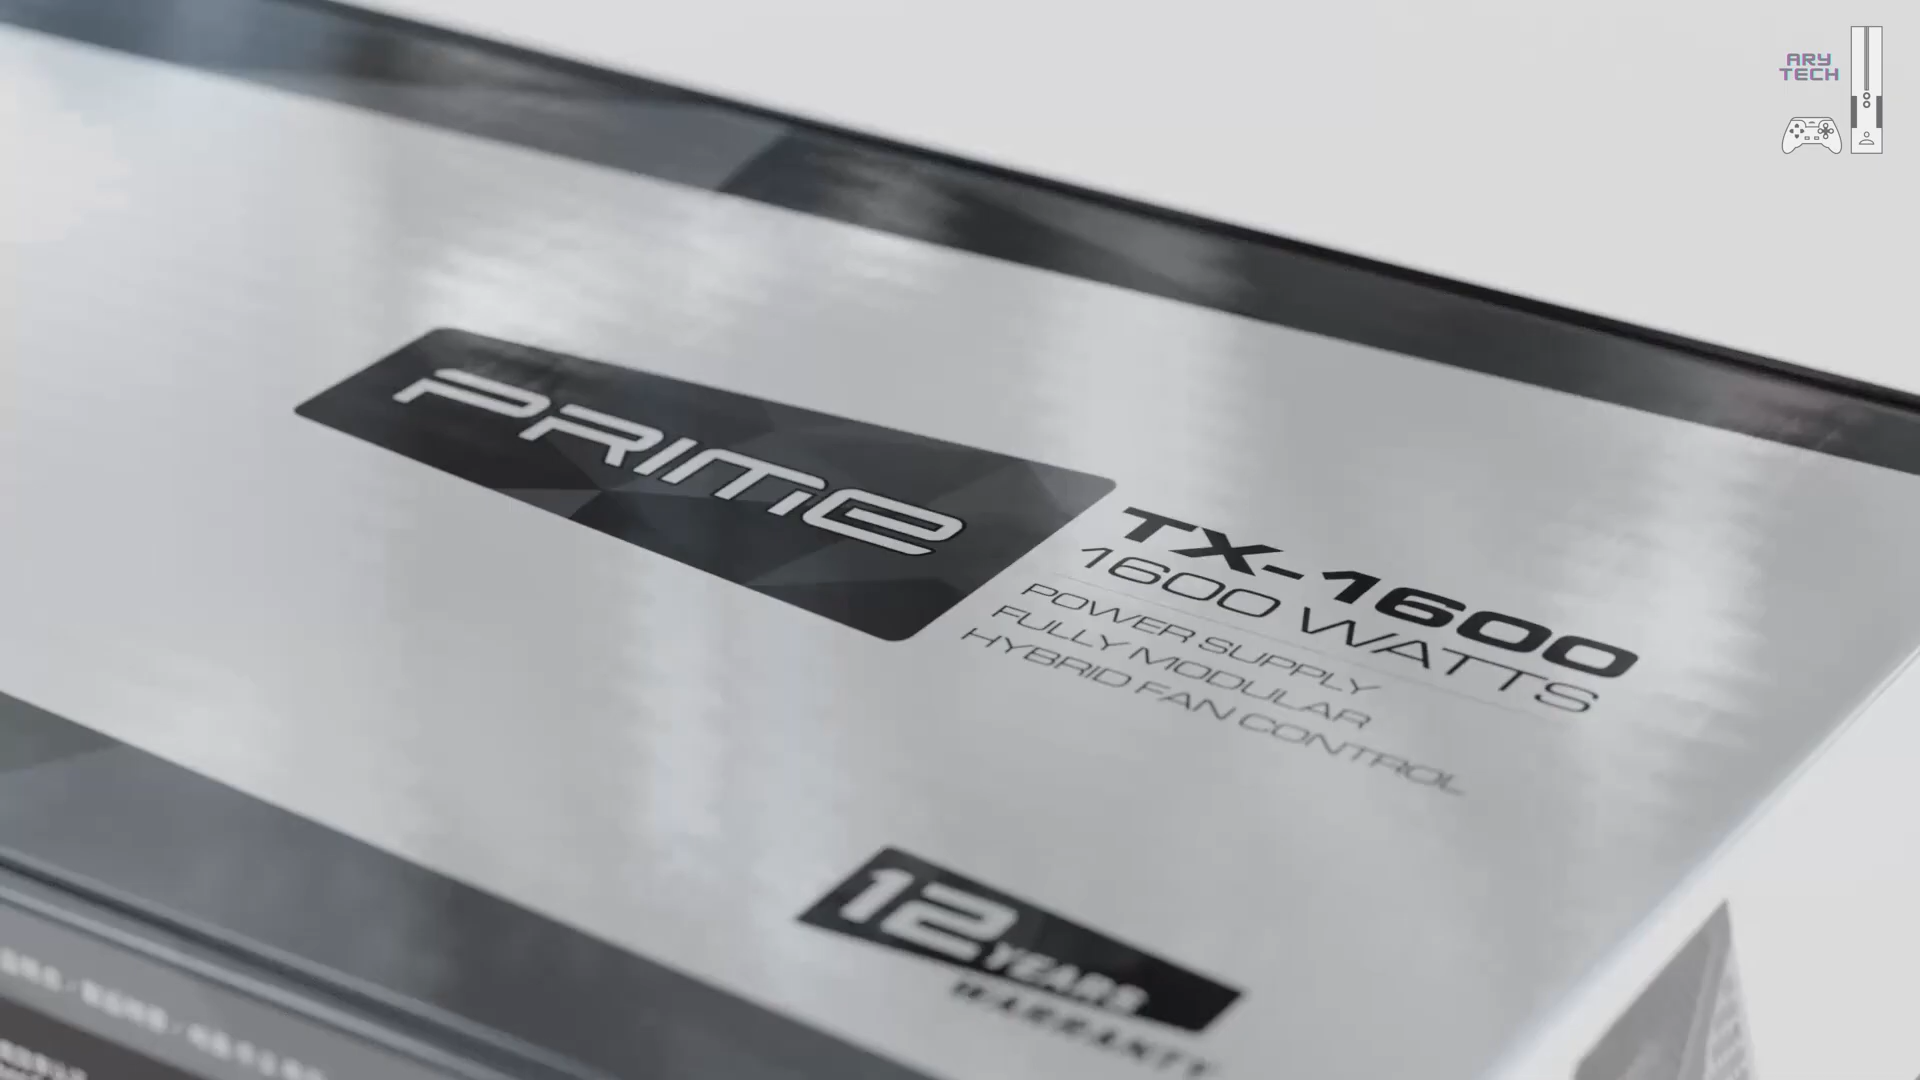 ARY
TECH
PRIME
TX-1600
1600 WATTS
POWER SUPPLY
FULLY MODULAR
HYBRID FAN CONTROL
12 YEARS
WARRANTY